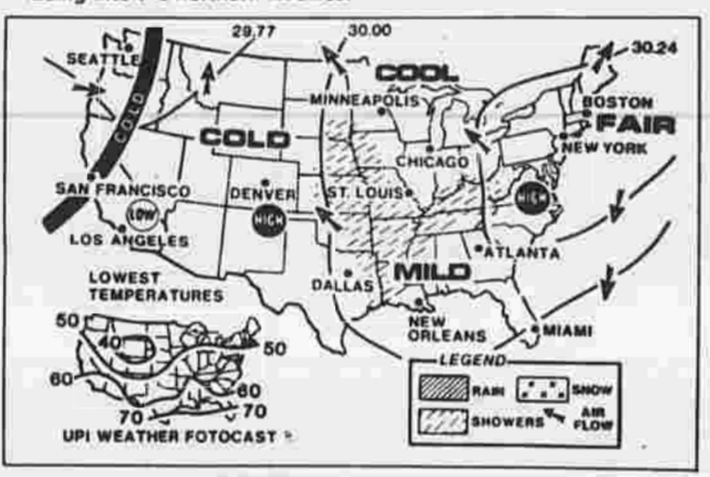 29.77
30.00
30.24
SEATTLE
COLD
COOL
MINNEAPOLIS
BOSTON
FAIR
COLD
CHICAGO
NEW YORK
SAN FRANCISCO
DENVER
ST. LOUIS
HIGH
LOW
HIGH
LOS ANGELES
ATLANTA
MILD
LOWEST
TEMPERATURES
DALLAS
NEW
ORLEANS
MIAMI
50
40
50
60
60
70
70
LEGEND
RAIN
SNOW
SHOWERS
AIR
FLOW
UPI WEATHER FOTOCAST ®